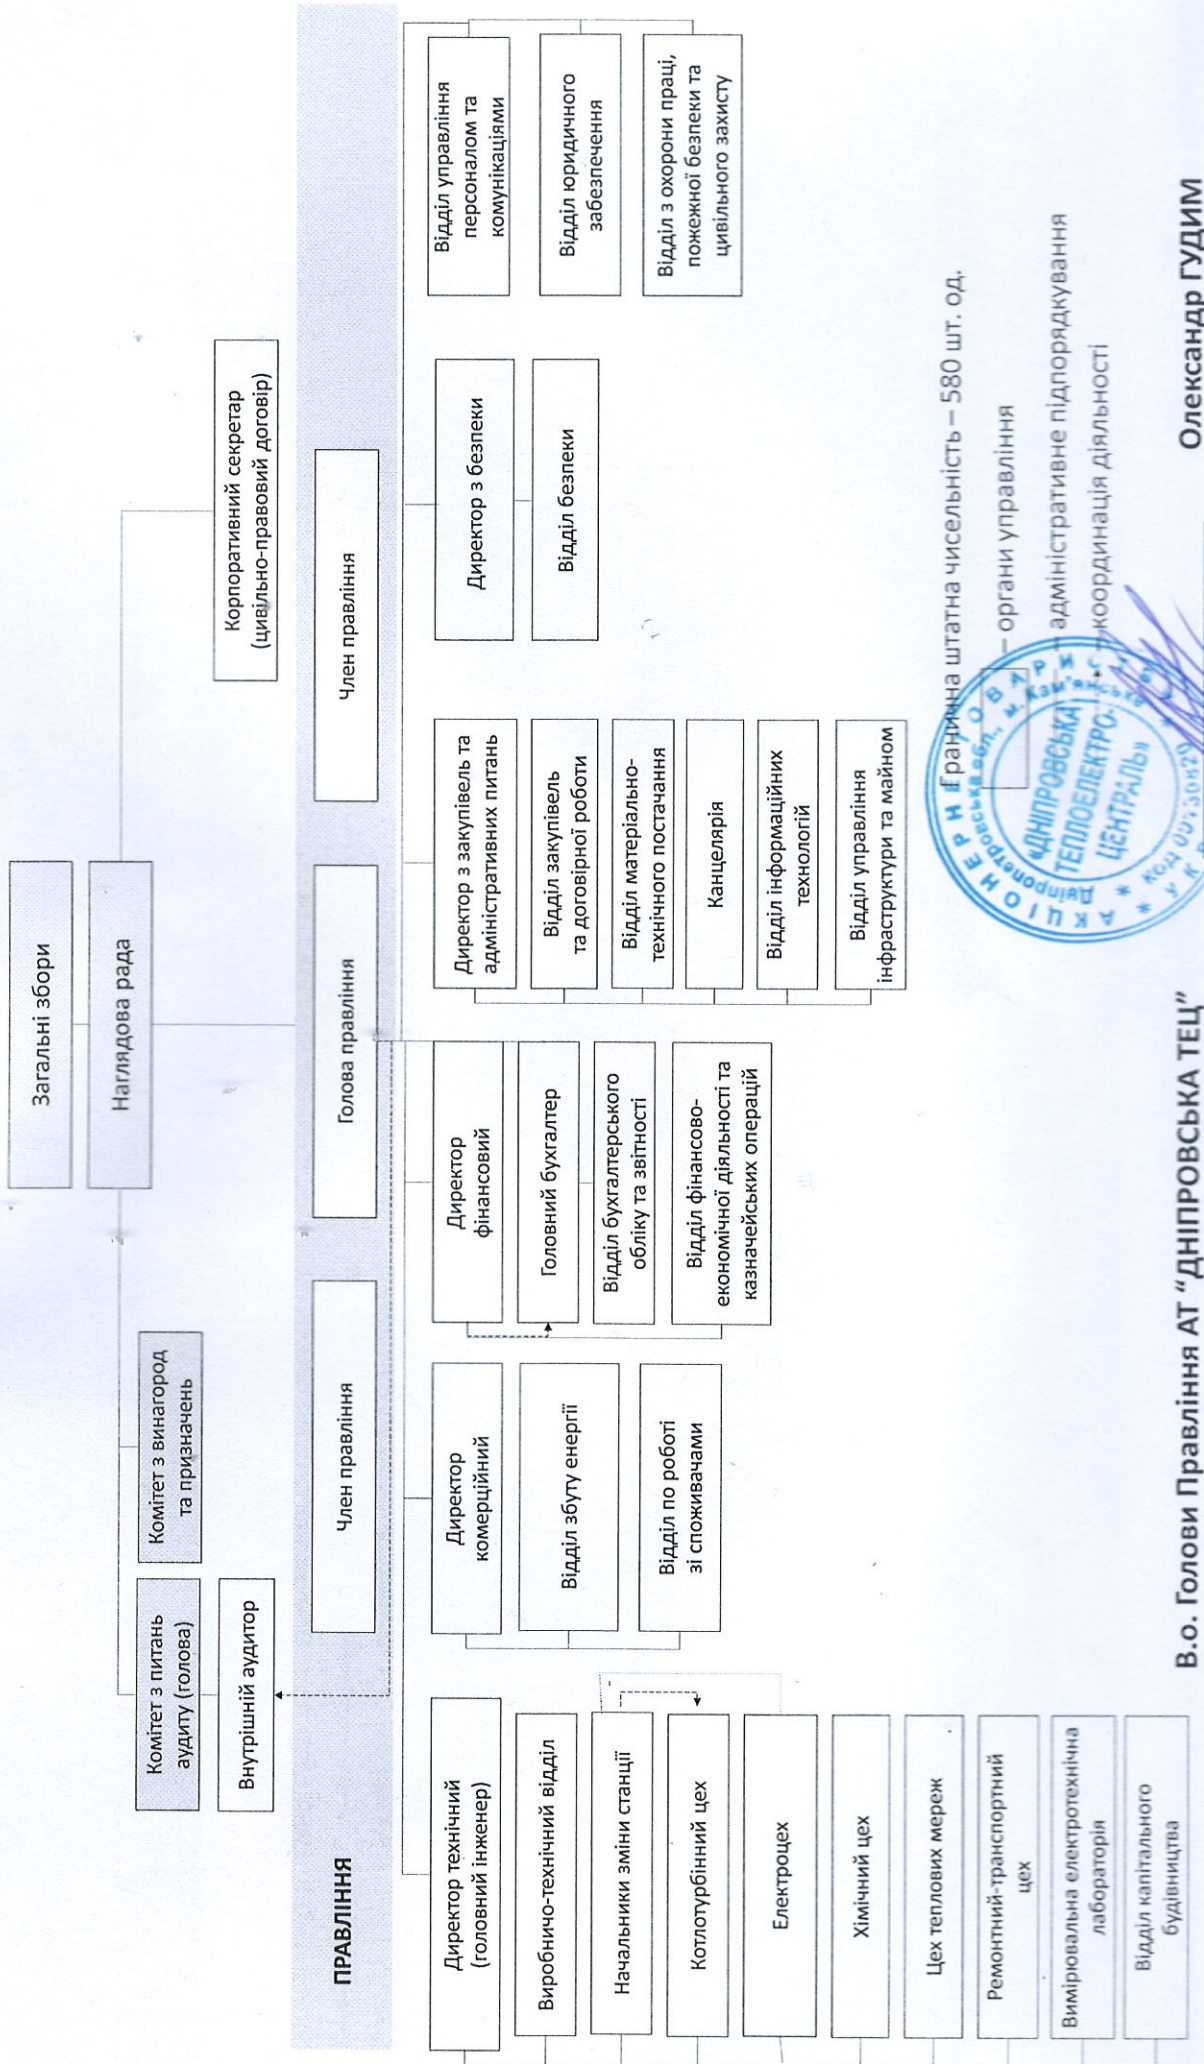 Загальні збори
Наглядова рада
Комітет з питань
аудиту (голова)
Комітет з винагород
та призначень
Внутрішній аудитор
Корпоративний секретар
(цивільно-правовий договір)
ПРАВЛІННЯ
Член правління
Голова правління
Член правління
Директор технічний
(головний інженер)
Виробничо-технічний відділ
Начальники зміни станції
Котлотурбінний цех
Електроцех
Хімічний цех
Цех теплових мереж
Ремонтний-транспортний
цех
Вимірювальна електротехнічна
лабораторія
Відділ капітального
будівництва
Директор
комерційний
Відділ збуту енергії
Відділ по роботі
зі споживачами
Директор
фінансовий
Головний бухгалтер
Відділ бухгалтерського
обліку та звітності
Відділ фінансово-
економічної діяльності та
казначейських операцій
Директор з закупівель та
адміністративних питань
Відділ закупівель
та договірної роботи
Відділ матеріально-
технічного постачання
Канцелярія
Відділ інформаційних
технологій
Відділ управління
інфраструктури та майном
Директор з безпеки
Відділ безпеки
Відділ управління
персоналом та
комунікаціями
Відділ юридичного
забезпечення
Відділ з охорони праці,
пожежної безпеки та
цивільного захисту
Гранична штатна чисельність – 580 шт. од.
– органи управління
– адміністративне підпорядкування
– координація діяльності
АКЦІОНЕРНЕ ТОВАРИС
Дніпропетровська обл., м. Кам'янське
«ДНІПРОВСЬКА
ТЕПЛОЕЛЕКТРО-
ЦЕНТРАЛЬ»
В.о. Голови Правління АТ “ДНІПРОВСЬКА ТЕЦ”
Олександр ГУДИМ